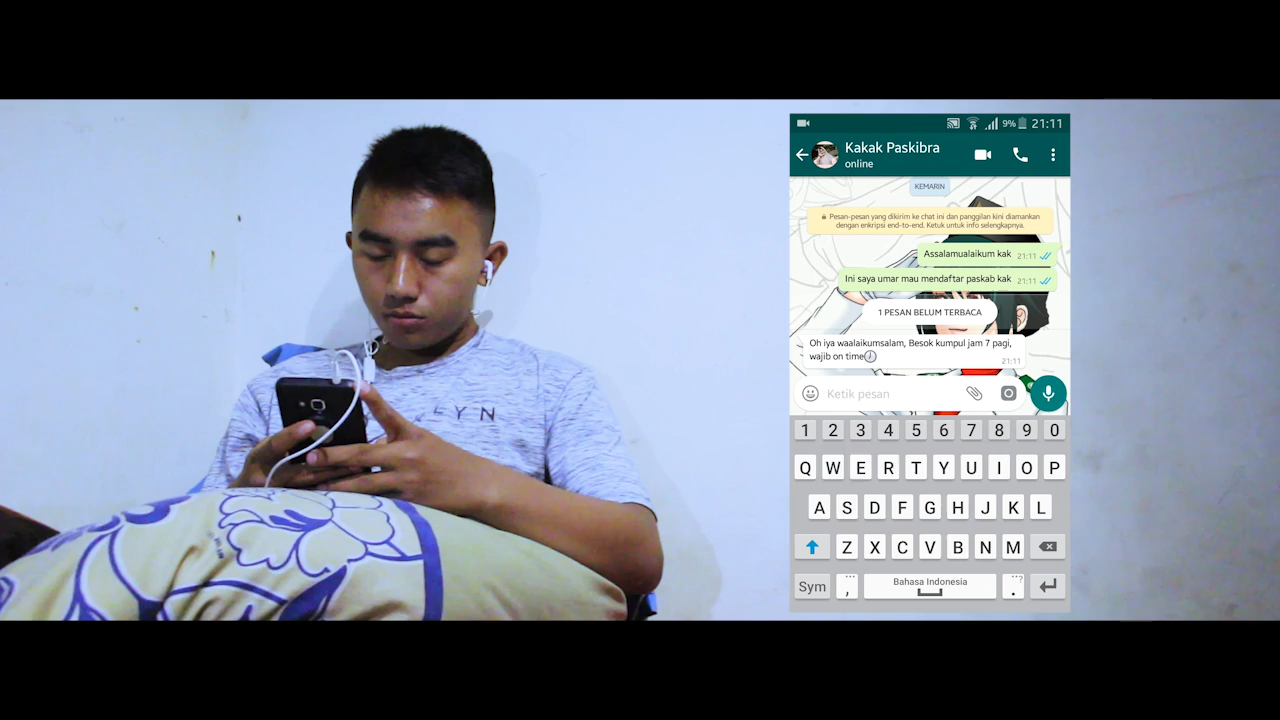 LYN
9% 21:11
Kakak Paskibra
online
KEMARIN
Pesan-pesan yang dikirim ke chat ini dan panggilan kini diamankan
dengan enkripsi end-to-end. Ketuk untuk info selengkapnya.
Assalamualaikum kak 21:11
Ini saya umar mau mendaftar paskab kak 21:11
1 PESAN BELUM TERBACA
Oh iya waalaikumsalam, Besok kumpul jam 7 pagi,
wajib on time
21:11
Ketik pesan
1 2 3 4 5 6 7 8 9 0
Q W E R T Y U I O P
A S D F G H J K L
Z X C V B N M
Sym , Bahasa Indonesia . ?